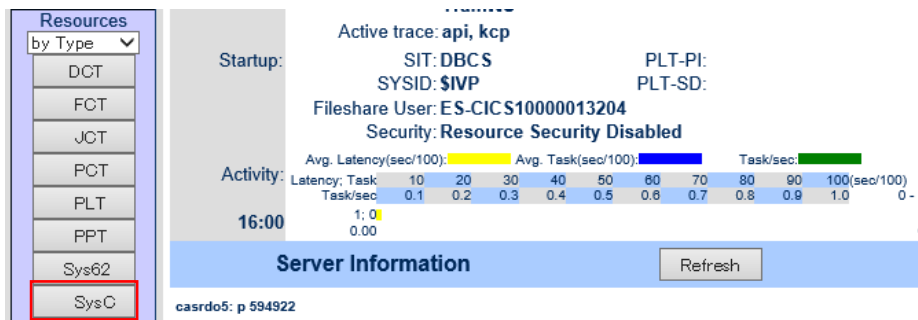 Resources
by Type
DCT
FCT
JCT
PCT
PLT
PPT
Sys62
SysC
Active trace: api, kcp
Startup: SIT: DBCS PLT-PI:
SYSID: $IVP PLT-SD:
Fileshare User: ES-CICS10000013204
Security: Resource Security Disabled
Avg. Latency(sec/100): Avg. Task(sec/100): Task/sec:
Activity: Latency; Task 10 20 30 40 50 60 70 80 90 100(sec/100)
Task/sec 0.1 0.2 0.3 0.4 0.5 0.6 0.7 0.8 0.9 1.0 0 -
16:00 1; 0
0.00
Server Information Refresh
casrdo5: p 594922